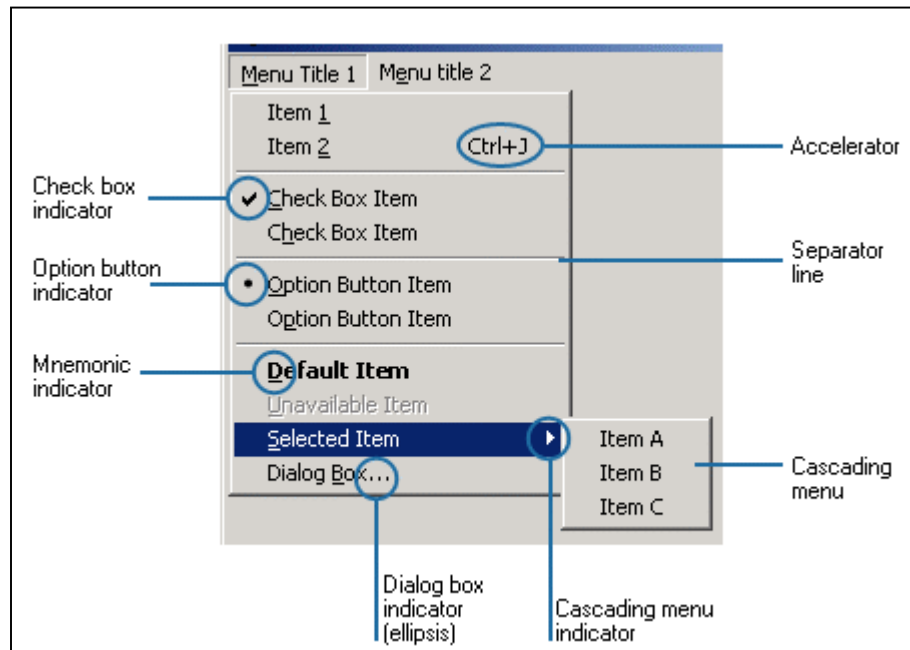 Menu Title 1 Menu title 2
Item 1
Item 2 Ctrl+J
Accelerator
Check box
indicator
Check Box Item
Check Box Item
Separator
line
Option button
indicator
Option Button Item
Option Button Item
Mnemonic
indicator
Default Item
Unavailable Item
Selected Item
Dialog Box...
Item A
Item B
Item C
Cascading
menu
Dialog box
indicator
(ellipsis)
Cascading menu
indicator